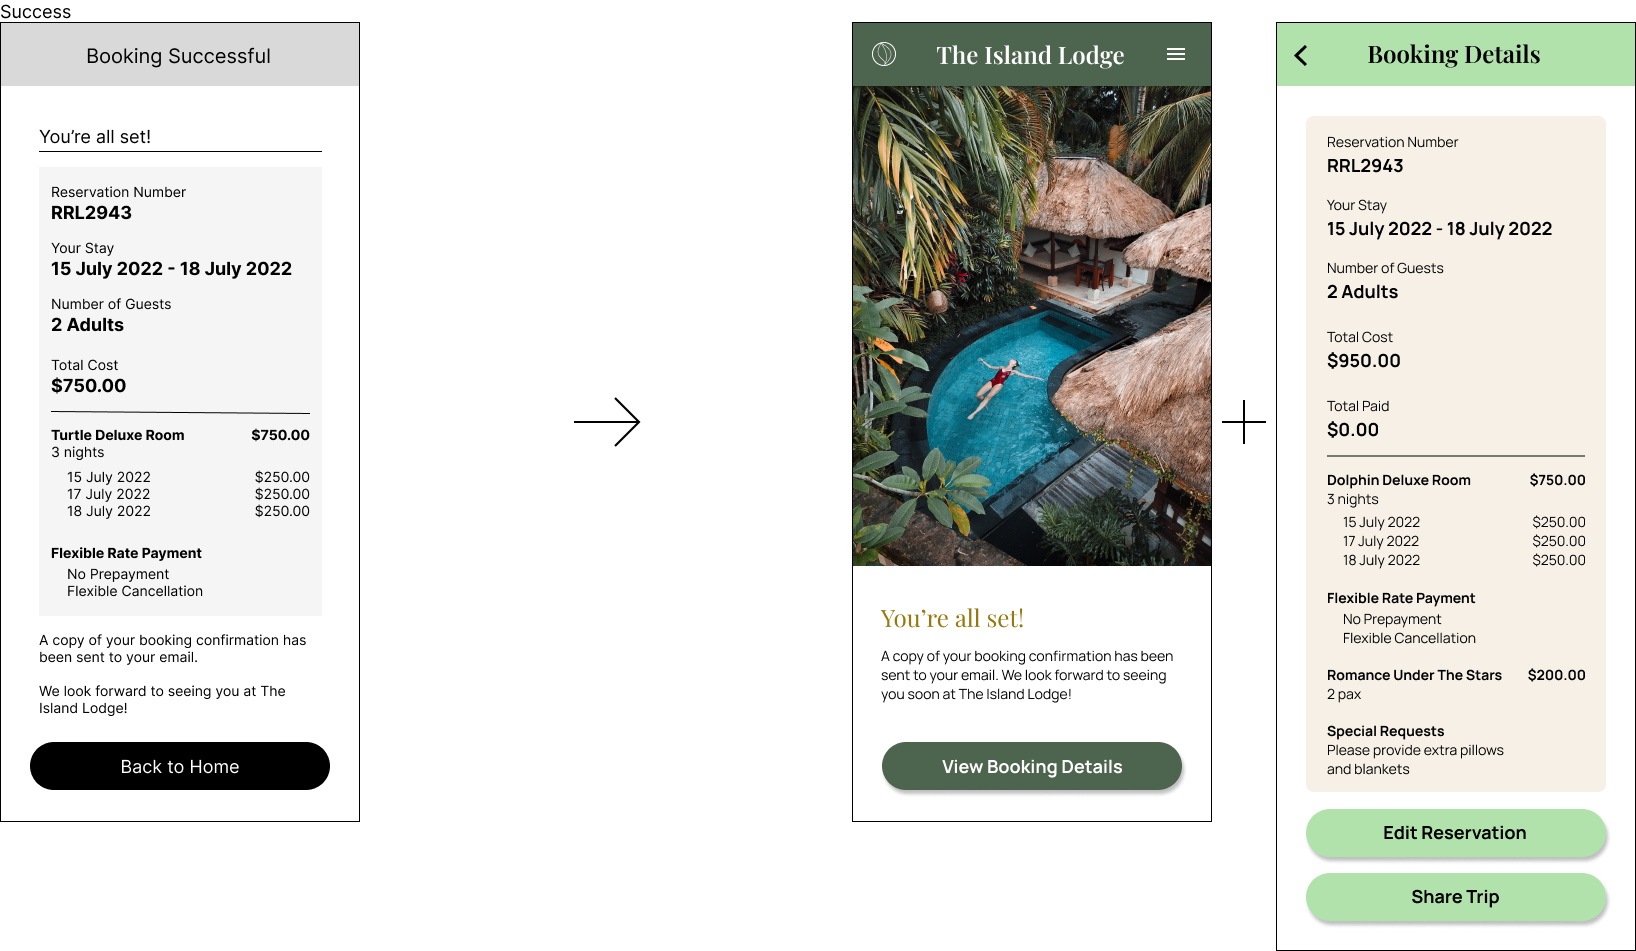 Success
Booking Successful
You’re all set!
Reservation Number
RRL2943
Your Stay
15 July 2022 - 18 July 2022
Number of Guests
2 Adults
Total Cost
$750.00
Turtle Deluxe Room $750.00
3 nights
15 July 2022 $250.00
17 July 2022 $250.00
18 July 2022 $250.00
Flexible Rate Payment
No Prepayment
Flexible Cancellation
A copy of your booking confirmation has
been sent to your email.
We look forward to seeing you at The
Island Lodge!
Back to Home
The Island Lodge
You’re all set!
A copy of your booking confirmation has been
sent to your email. We look forward to seeing
you soon at The Island Lodge!
View Booking Details
Booking Details
Reservation Number
RRL2943
Your Stay
15 July 2022 - 18 July 2022
Number of Guests
2 Adults
Total Cost
$950.00
Total Paid
$0.00
Dolphin Deluxe Room $750.00
3 nights
15 July 2022 $250.00
17 July 2022 $250.00
18 July 2022 $250.00
Flexible Rate Payment
No Prepayment
Flexible Cancellation
Romance Under The Stars $200.00
2 pax
Special Requests
Please provide extra pillows
and blankets
Edit Reservation
Share Trip